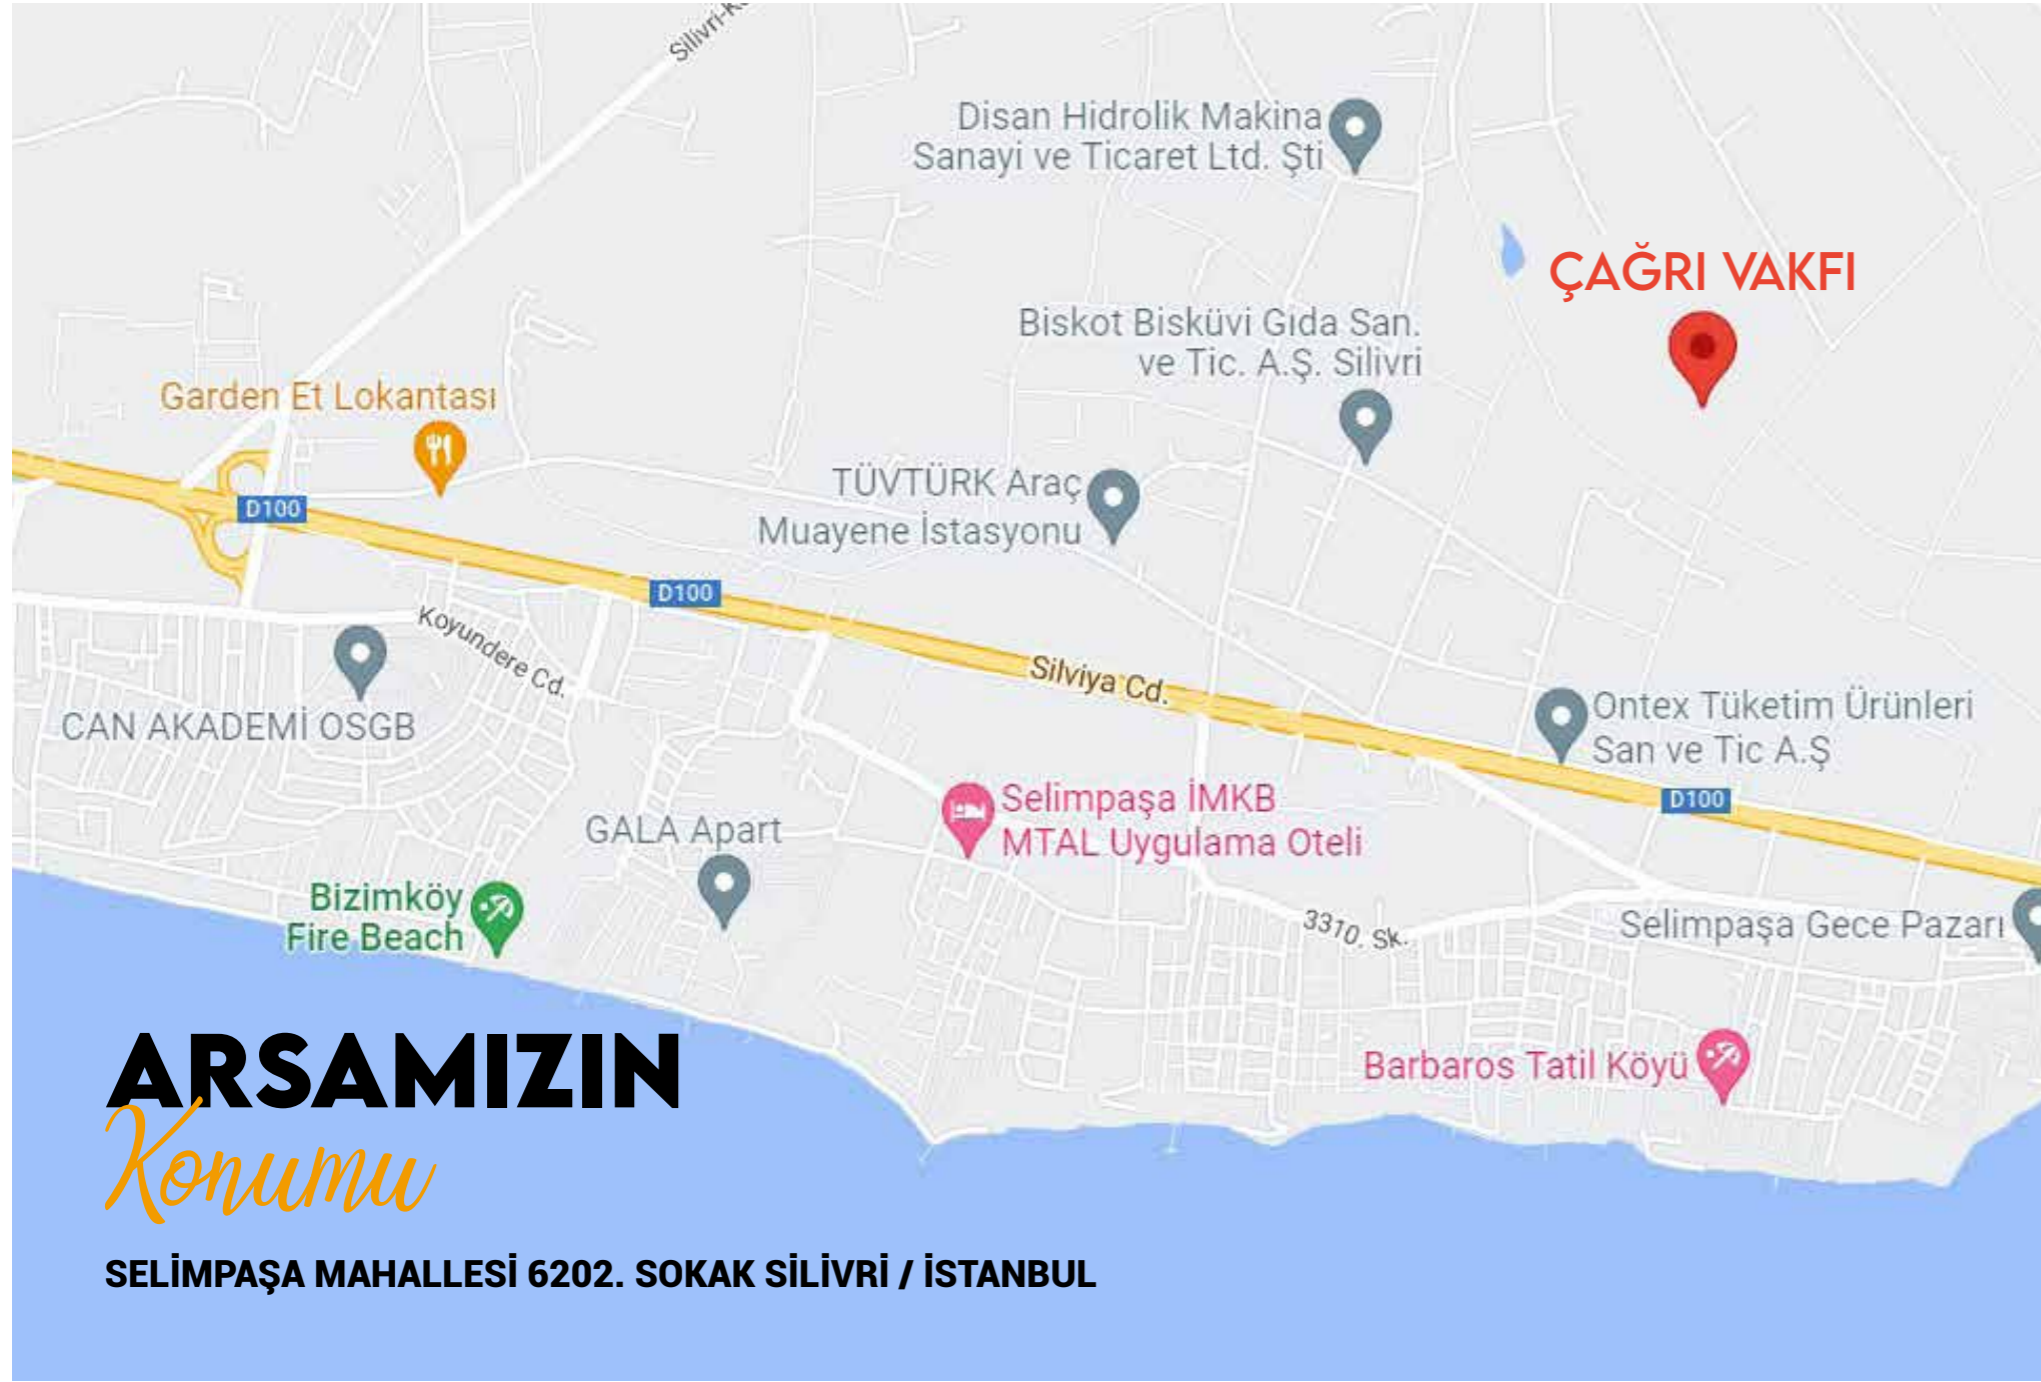 Silivri-K
Disan Hidrolik Makina
Sanayi ve Ticaret Ltd. Şti
ÇAĞRI VAKFI
Biskot Bisküvi Gıda San.
ve Tic. A.Ş. Silivri
Garden Et Lokantası
TÜVTÜRK Araç
Muayene İstasyonu
D100
D100
Koyundere Cd.
Silviya Cd.
CAN AKADEMİ OSGB
Ontex Tüketim Ürünleri
San ve Tic A.Ş
D100
Selimpaşa İMKB
MTAL Uygulama Oteli
GALA Apart
Bizimköy
Fire Beach
3310. Sk.
Selimpaşa Gece Pazarı
Barbaros Tatil Köyü
ARSAMIZIN
Konumu
SELİMPAŞA MAHALLESİ 6202. SOKAK SİLİVRİ / İSTANBUL